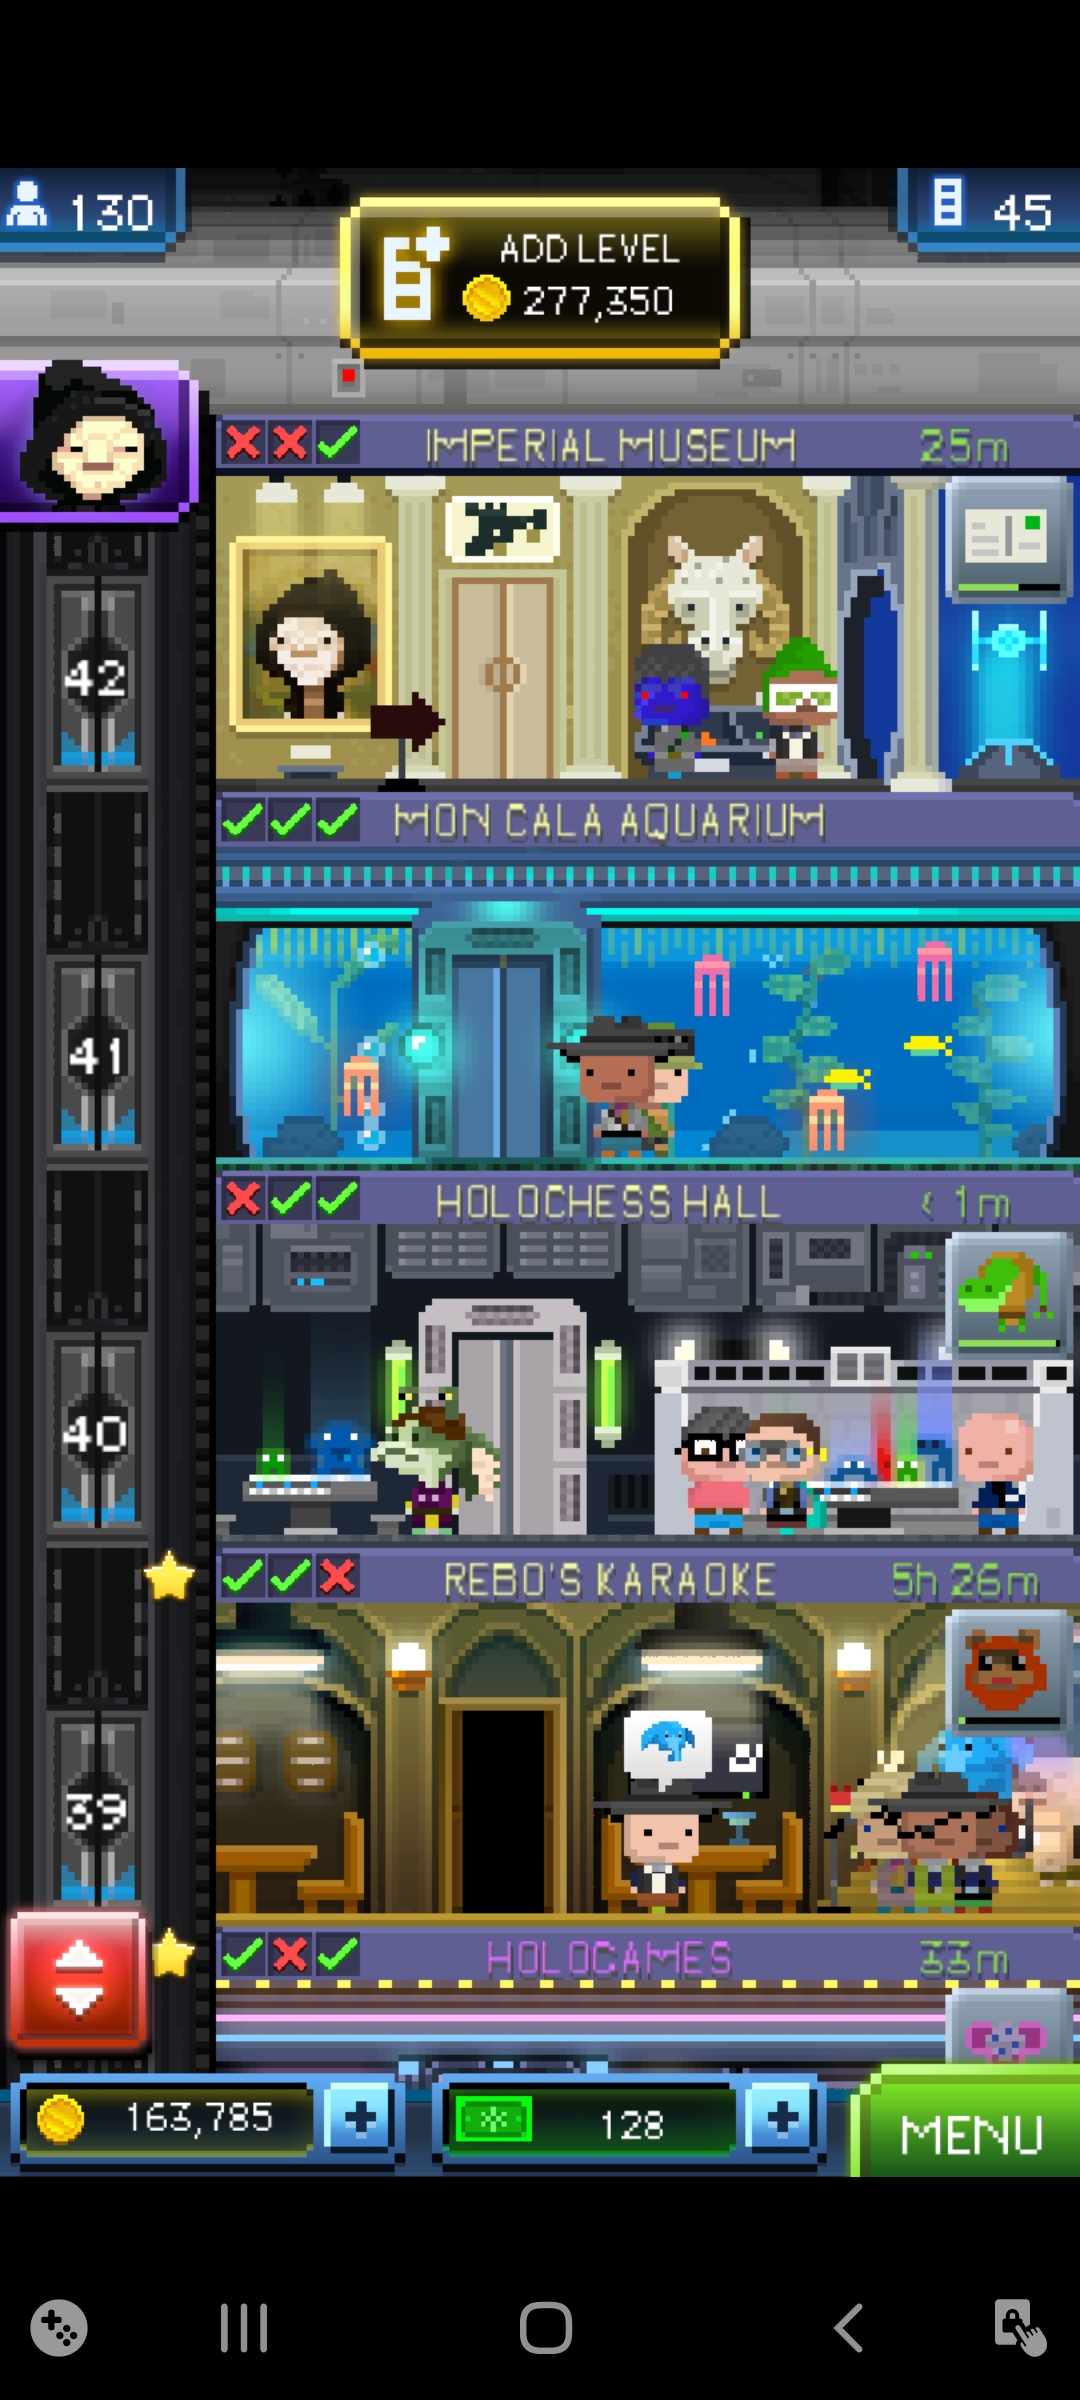 130
45
ADD LEVEL
277,350
IMPERIAL MUSEUM 25m
42
MON CALA AQUARIUM
41
HOLOCHESS HALL < 1m
40
REBO'S KARAOKE 5h 26m
39
HOLOGAMES 33m
163,785
128
MENU